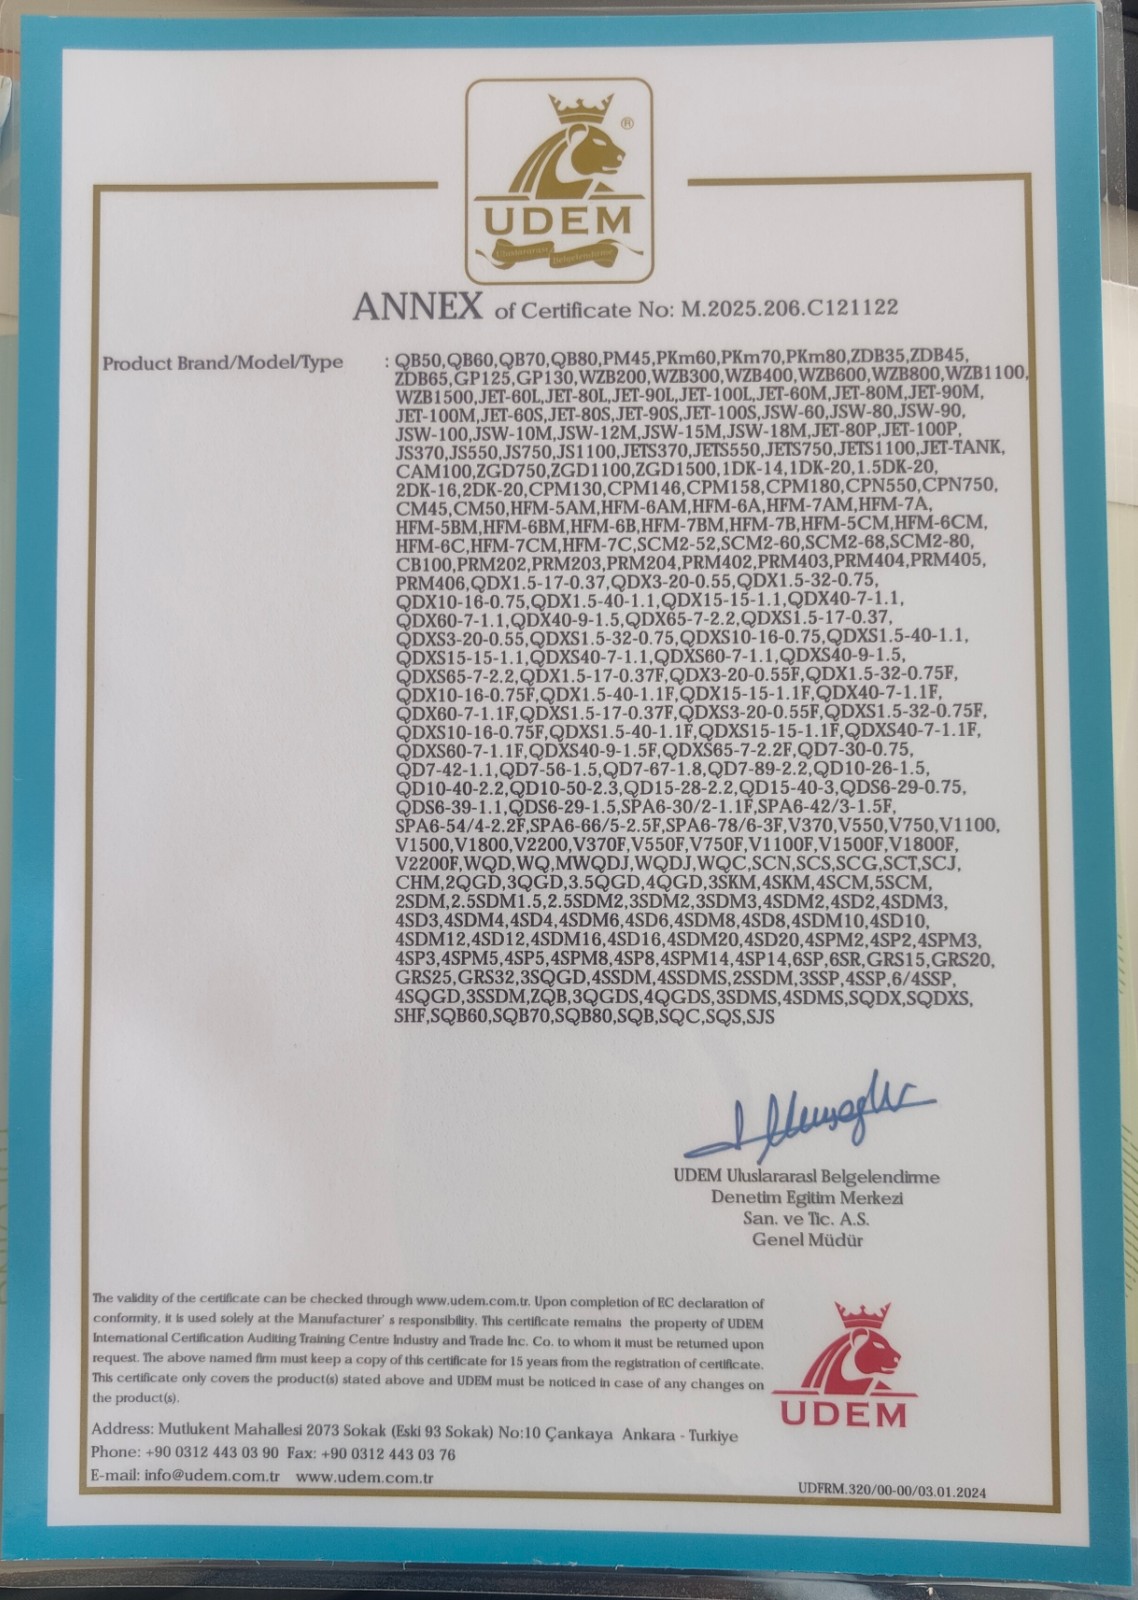 ®
UDEM
Uluslararası Belgelendirme
ANNEX of Certificate No: M.2025.206.C121122
Product Brand/Model/Type : QB50,QB60,QB70,QB80,PM45,PKm60,PKm70,PKm80,ZDB35,ZDB45,
ZDB65,GP125,GP130,WZB200,WZB300,WZB400,WZB600,WZB800,WZB1100,
WZB1500,JET-60L,JET-80L,JET-90L,JET-100L,JET-60M,JET-80M,JET-90M,
JET-100M,JET-60S,JET-80S,JET-90S,JET-100S,JSW-60,JSW-80,JSW-90,
JSW-100,JSW-10M,JSW-12M,JSW-15M,JSW-18M,JET-80P,JET-100P,
JS370,JS550,JS750,JS1100,JETS370,JETS550,JETS750,JETS1100,JET-TANK,
CAM100,ZGD750,ZGD1100,ZGD1500,1DK-14,1DK-20,1.5DK-20,
2DK-16,2DK-20,CPM130,CPM146,CPM158,CPM180,CPN550,CPN750,
CM45,CM50,HFM-5AM,HFM-6AM,HFM-6A,HFM-7AM,HFM-7A,
HFM-5BM,HFM-6BM,HFM-6B,HFM-7BM,HFM-7B,HFM-5CM,HFM-6CM,
HFM-6C,HFM-7CM,HFM-7C,SCM2-52,SCM2-60,SCM2-68,SCM2-80,
CB100,PRM202,PRM203,PRM204,PRM402,PRM403,PRM404,PRM405,
PRM406,QDX1.5-17-0.37,QDX3-20-0.55,QDX1.5-32-0.75,
QDX10-16-0.75,QDX1.5-40-1.1,QDX15-15-1.1,QDX40-7-1.1,
QDX60-7-1.1,QDX40-9-1.5,QDX65-7-2.2,QDXS1.5-17-0.37,
QDXS3-20-0.55,QDXS1.5-32-0.75,QDXS10-16-0.75,QDXS1.5-40-1.1,
QDXS15-15-1.1,QDXS40-7-1.1,QDXS60-7-1.1,QDXS40-9-1.5,
QDXS65-7-2.2,QDX1.5-17-0.37F,QDX3-20-0.55F,QDX1.5-32-0.75F,
QDX10-16-0.75F,QDX1.5-40-1.1F,QDX15-15-1.1F,QDX40-7-1.1F,
QDX60-7-1.1F,QDXS1.5-17-0.37F,QDXS3-20-0.55F,QDXS1.5-32-0.75F,
QDXS10-16-0.75F,QDXS1.5-40-1.1F,QDXS15-15-1.1F,QDXS40-7-1.1F,
QDXS60-7-1.1F,QDXS40-9-1.5F,QDXS65-7-2.2F,QD7-30-0.75,
QD7-42-1.1,QD7-56-1.5,QD7-67-1.8,QD7-89-2.2,QD10-26-1.5,
QD10-40-2.2,QD10-50-2.3,QD15-28-2.2,QD15-40-3,QDS6-29-0.75,
QDS6-39-1.1,QDS6-29-1.5,SPA6-30/2-1.1F,SPA6-42/3-1.5F,
SPA6-54/4-2.2F,SPA6-66/5-2.5F,SPA6-78/6-3F,V370,V550,V750,V1100,
V1500,V1800,V2200,V370F,V550F,V750F,V1100F,V1500F,V1800F,
V2200F,WQD,WQ,MWQDJ,WQDJ,WQC,SCN,SCS,SCG,SCT,SCJ,
CHM,2QGD,3QGD,3.5QGD,4QGD,3SKM,4SKM,4SCM,5SCM,
2SDM,2.5SDM1.5,2.5SDM2,3SDM2,3SDM3,4SDM2,4SD2,4SDM3,
4SD3,4SDM4,4SD4,4SDM6,4SD6,4SDM8,4SD8,4SDM10,4SD10,
4SDM12,4SD12,4SDM16,4SD16,4SDM20,4SD20,4SPM2,4SP2,4SPM3,
4SP3,4SPM5,4SP5,4SPM8,4SP8,4SPM14,4SP14,6SP,6SR,GRS15,GRS20,
GRS25,GRS32,3SQGD,4SSDM,4SSDMS,2SSDM,3SSP,4SSP,6/4SSP,
4SQGD,3SSDM,ZQB,3QGDS,4QGDS,3SDMS,4SDMS,SQDX,SQDXS,
SHF,SQB60,SQB70,SQB80,SQB,SQC,SQS,SJS
UDEM Uluslararasl Belgelendirme
Denetim Egitim Merkezi
San. ve Tic. A.S.
Genel Müdür
The validity of the certificate can be checked through www.udem.com.tr. Upon completion of EC declaration of
conformity, it is used solely at the Manufacturer' s responsibility. This certificate remains the property of UDEM
International Certification Auditing Training Centre Industry and Trade Inc. Co. to whom it must be returned upon
request. The above named firm must keep a copy of this certificate for 15 years from the registration of certificate.
This certificate only covers the product(s) stated above and UDEM must be noticed in case of any changes on
the product(s).
UDEM
Address: Mutlukent Mahallesi 2073 Sokak (Eski 93 Sokak) No:10 Çankaya Ankara - Turkiye
Phone: +90 0312 443 03 90 Fax: +90 0312 443 03 76
E-mail: info@udem.com.tr www.udem.com.tr
UDFRM.320/00-00/03.01.2024